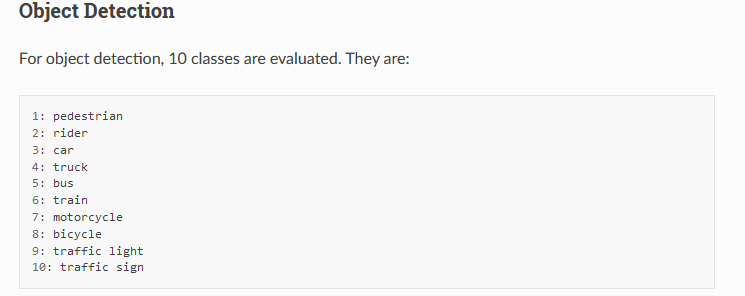 Object Detection
For object detection, 10 classes are evaluated. They are:
1: pedestrian
2: rider
3: car
4: truck
5: bus
6: train
7: motorcycle
8: bicycle
9: traffic light
10: traffic sign